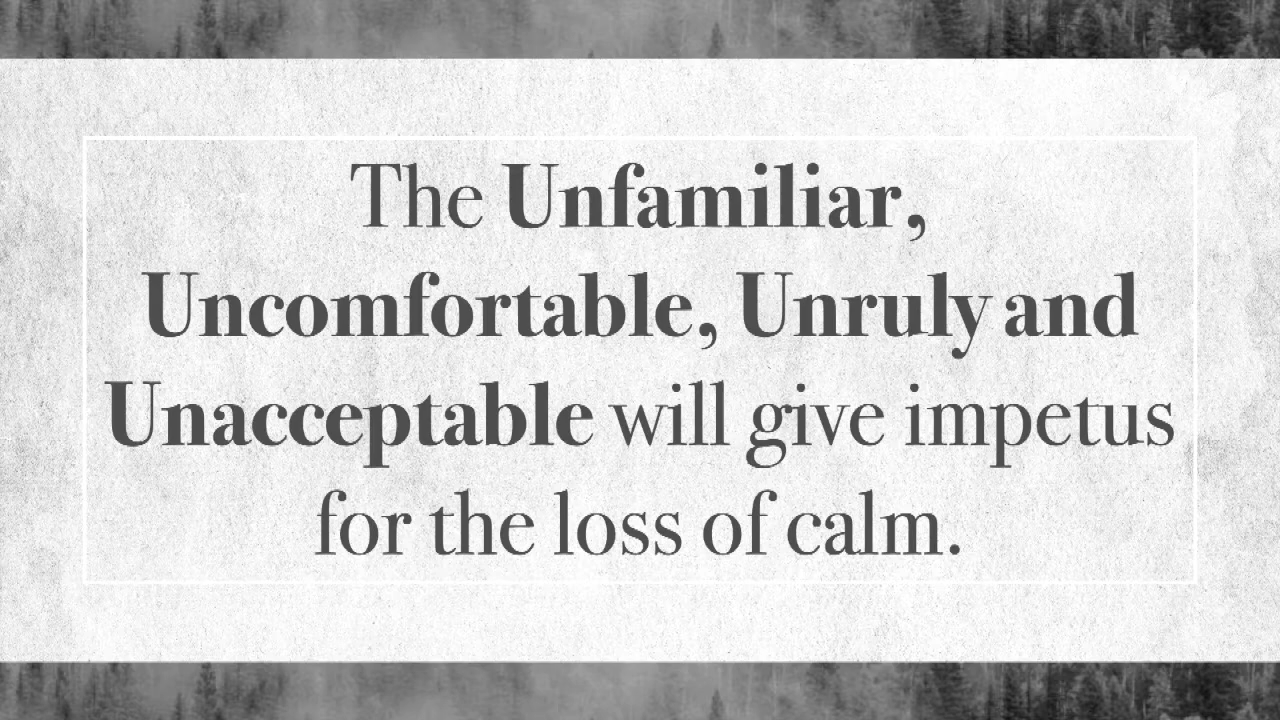 The Unfamiliar,
Uncomfortable, Unruly and
Unacceptable will give impetus
for the loss of calm.